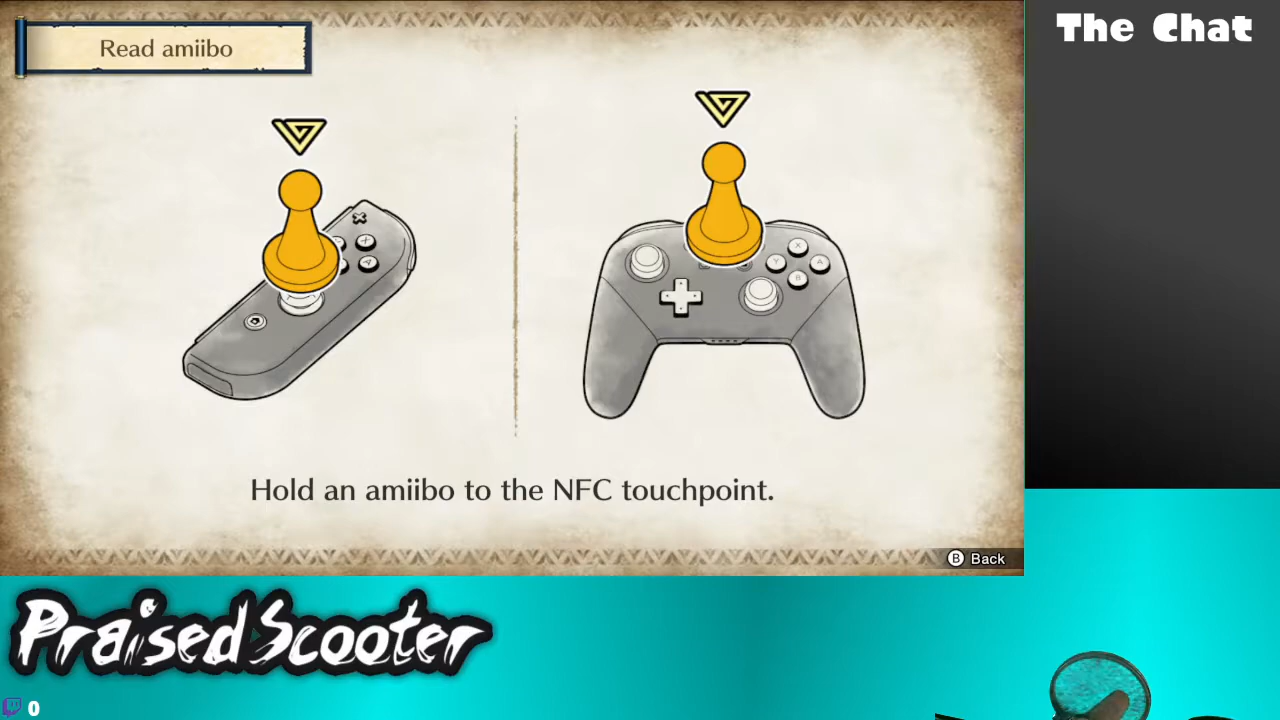 Read amiibo
The Chat
X
A
X
Y
A
B
Hold an amiibo to the NFC touchpoint.
B Back
PraisedScooter
0